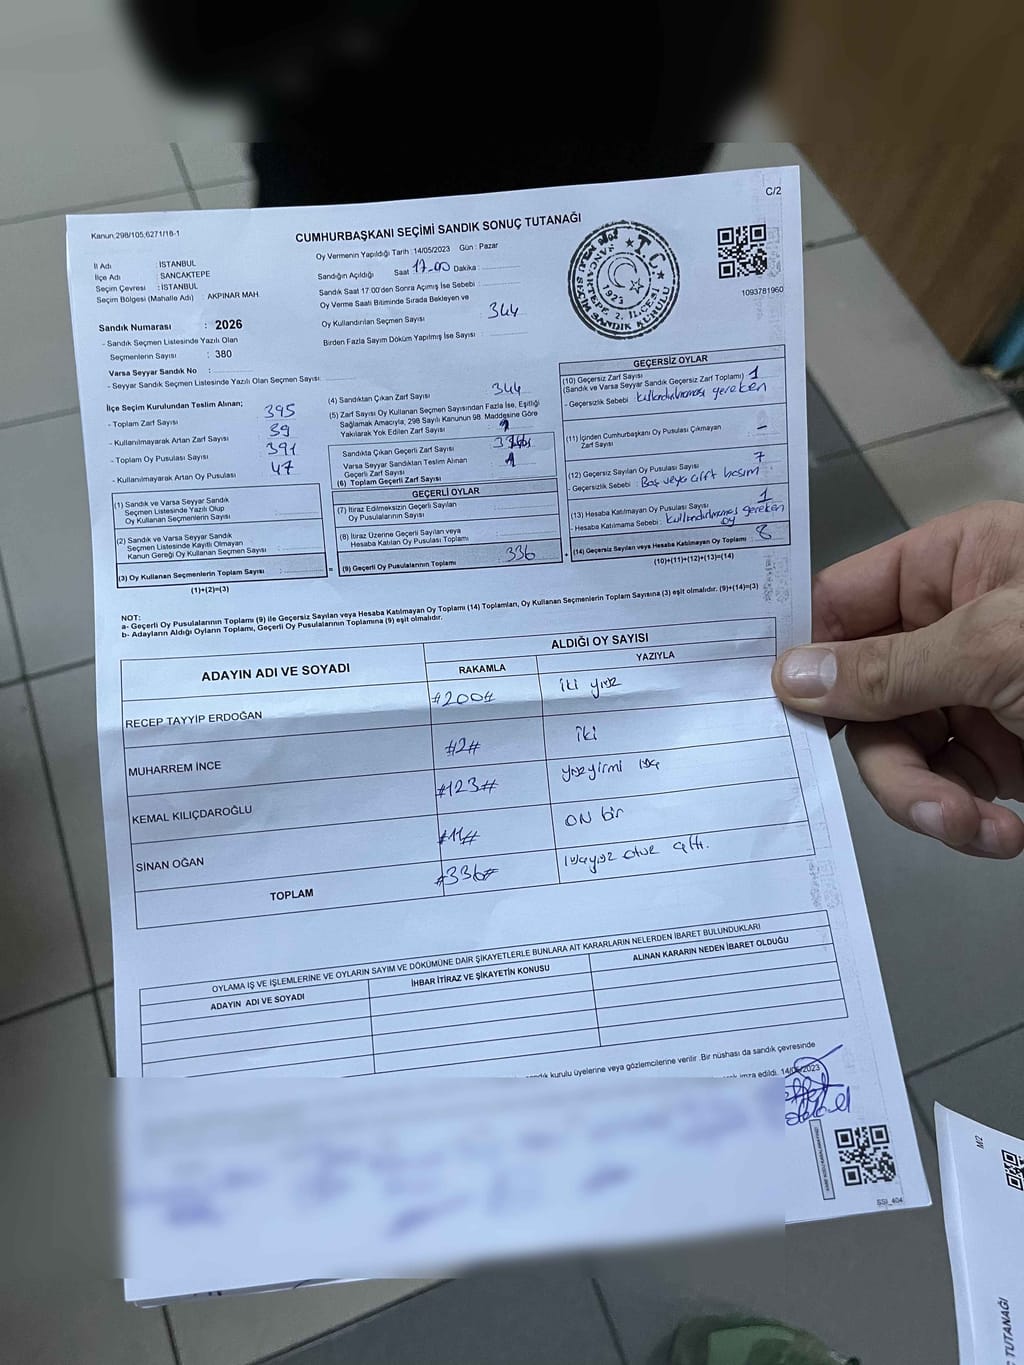 C/2
Kanun:298/105,6271/18-1
CUMHURBAŞKANI SEÇİMİ SANDIK SONUÇ TUTANAĞI
İl Adı : İSTANBUL
İlçe Adı : SANCAKTEPE
Seçim Çevresi : İSTANBUL
Seçim Bölgesi (Mahalle Adı) : AKPINAR MAH
Sandık Numarası : 2026
- Sandık Seçmen Listesinde Yazılı Olan
Seçmenlerin Sayısı : 380
Varsa Seyyar Sandık No :
- Seyyar Sandık Seçmen Listesinde Yazılı Olan Seçmen Sayısı:
Oy Vermenin Yapıldığı Tarih : 14/05/2023 Gün : Pazar
Sandığın Açıldığı Saat 17.00 Dakika :
Sandık Saat 17:00'den Sonra Açılmış İse Sebebi :
Oy Verme Saati Bitiminde Sırada Bekleyen ve
Oy Kullandırılan Seçmen Sayısı : 344
Birden Fazla Sayım Döküm Yapılmış İse Sayısı :
T.C.
SANCAKTEPE 2. İLÇE
SEÇİM SANDIK KURULU
1923
1093781960
İlçe Seçim Kurulundan Teslim Alınan;
- Toplam Zarf Sayısı : 395
- Kullanılmayarak Artan Zarf Sayısı : 39
- Toplam Oy Pusulası Sayısı : 391
- Kullanılmayarak Artan Oy Pusulası : 47
(1) Sandık ve Varsa Seyyar Sandık
Seçmen Listesinde Yazılı Olup
Oy Kullanan Seçmenlerin Sayısı :
(2) Sandık ve Varsa Seyyar Sandık
Seçmen Listesinde Kayıtlı Olmayan
Kanun Gereği Oy Kullanan Seçmen Sayısı :
(3) Oy Kullanan Seçmenlerin Toplam Sayısı :
(1)+(2)=(3)
(4) Sandıktan Çıkan Zarf Sayısı : 344
(5) Zarf Sayısı Oy Kullanan Seçmen Sayısından Fazla İse, Eşitliği
Sağlamak Amacıyla, 298 Sayılı Kanunun 98. Maddesine Göre
Yakılarak Yok Edilen Zarf Sayısı :
Sandıkta Çıkan Geçerli Zarf Sayısı :
Varsa Seyyar Sandıktan Teslim Alınan
Geçerli Zarf Sayısı :
(6) Toplam Geçerli Zarf Sayısı :
GEÇERLİ OYLAR
(7) İtiraz Edilmeksizin Geçerli Sayılan
Oy Pusulalarının Sayısı :
(8) İtiraz Üzerine Geçerli Sayılan veya
Hesaba Katılan Oy Pusulası Toplamı :
= (9) Geçerli Oy Pusulalarının Toplamı : 336 +
GEÇERSİZ OYLAR
(10) Geçersiz Zarf Sayısı
(Sandık ve Varsa Seyyar Sandık Geçersiz Zarf Toplamı) : 1
- Geçersizlik Sebebi : kullandırılmaması gereken
(11) İçinden Cumhurbaşkanı Oy Pusulası Çıkmayan
Zarf Sayısı : -
(12) Geçersiz Sayılan Oy Pusulası Sayısı : 7
- Geçersizlik Sebebi : Boş veya çift basım
(13) Hesaba Katılmayan Oy Pusulası Sayısı : 1
- Hesaba Katılmama Sebebi : kullandırılmaması gereken
oy
(14) Geçersiz Sayılan veya Hesaba Katılmayan Oy Toplamı : 8
(10)+(11)+(12)+(13)=(14)
NOT:
a- Geçerli Oy Pusulalarının Toplamı (9) ile Geçersiz Sayılan veya Hesaba Katılmayan Oy Toplamı (14) Toplamları, Oy Kullanan Seçmenlerin Toplam Sayısına (3) eşit olmalıdır. (9)+(14)=(3)
b- Adayların Aldığı Oyların Toplamı, Geçerli Oy Pusulalarının Toplamına (9) eşit olmalıdır.
ADAYIN ADI VE SOYADI ALDIĞI OY SAYISI
RAKAMLA YAZIYLA
RECEP TAYYİP ERDOĞAN #200# iki yüz
MUHARREM İNCE #2# iki
KEMAL KILIÇDAROĞLU #123# yüzyirmi üç
SİNAN OĞAN #11# ON bir
TOPLAM #336# üçyüz otuz altı.
OYLAMA İŞ VE İŞLEMLERİNE VE OYLARIN SAYIM VE DÖKÜMÜNE DAİR ŞİKAYETLERLE BUNLARA AİT KARARLARIN NELERDEN İBARET BULUNDUKLARI
ADAYIN ADI VE SOYADI İHBAR İTİRAZ VE ŞİKAYETİN KONUSU ALINAN KARARIN NEDEN İBARET OLDUĞU
kurulu üyelerine veya gözlemcilerine verilir. Bir nüshası da sandık çevresinde
imza edildi. 14/05/2023
SSI_404
M/2
TUTANAĞI